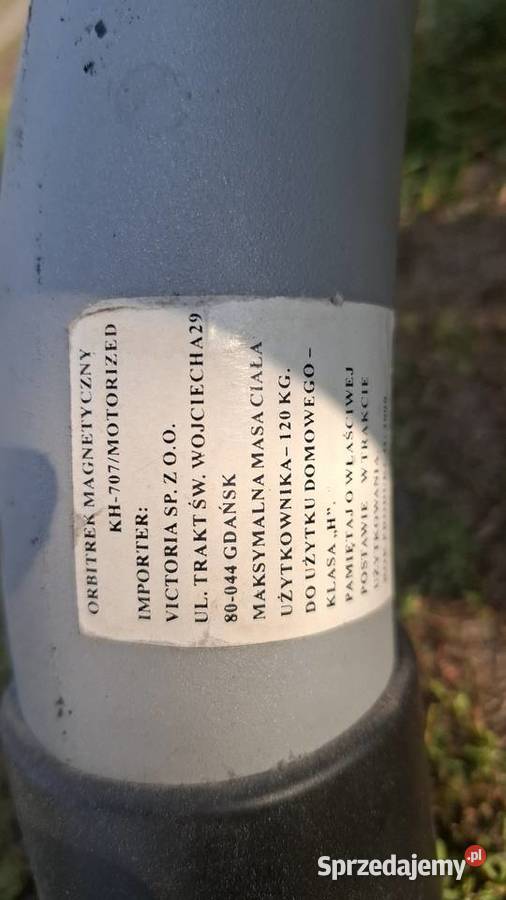 ORBITREK MAGNETYCZNY
KH-707/MOTORIZED
IMPORTER:
VICTORIA SP. Z O.O.
UL. TRAKT ŚW. WOJCIECHA29
80-044 GDAŃSK
MAKSYMALNA MASA CIAŁA
UŻYTKOWNIKA– 120 KG.
DO UŻYTKU DOMOWEGO –
KLASA „H".
PAMIĘTAJ O WŁAŚCIWEJ
POSTAWIE W TRAKCIE
UŻYTKOWANIA
Sprzedajemy.pl